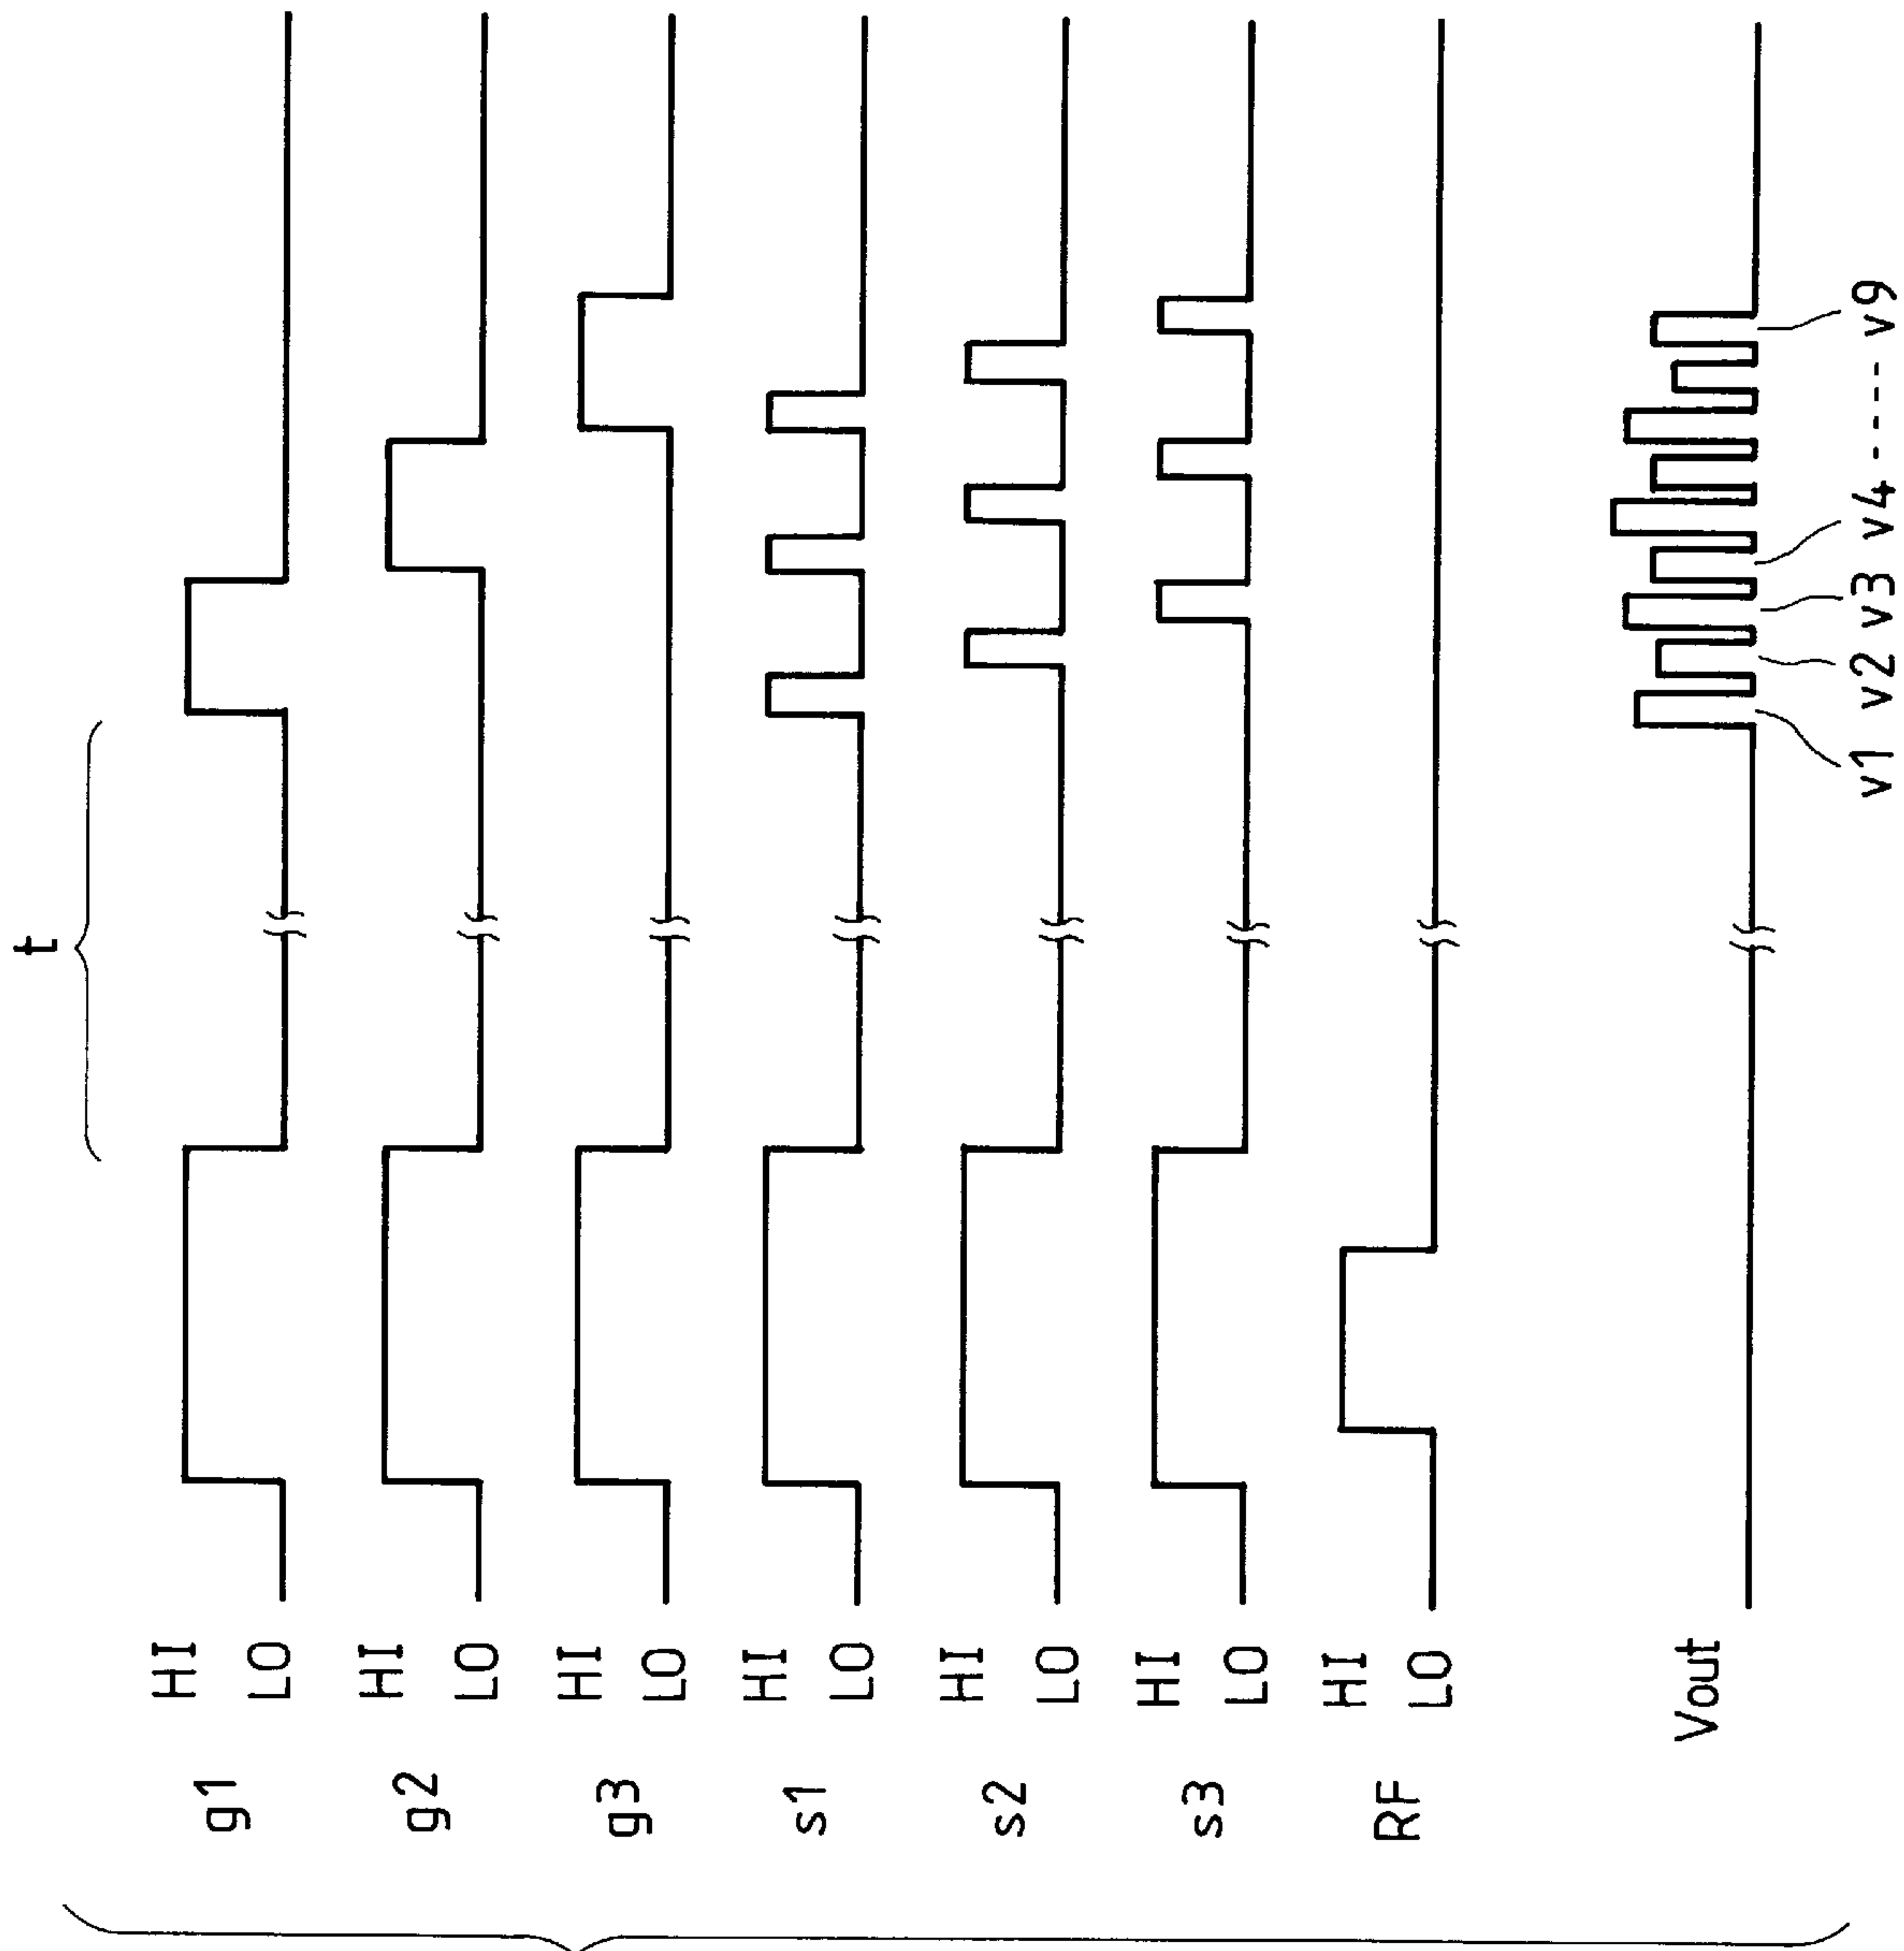 t
g1 HI
LO
g2 HI
LO
g3 HI
LO
s1 HI
LO
s2 HI
LO
s3 HI
LO
RF HI
LO
Vout
v1 v2 v3 v4 ---- v9